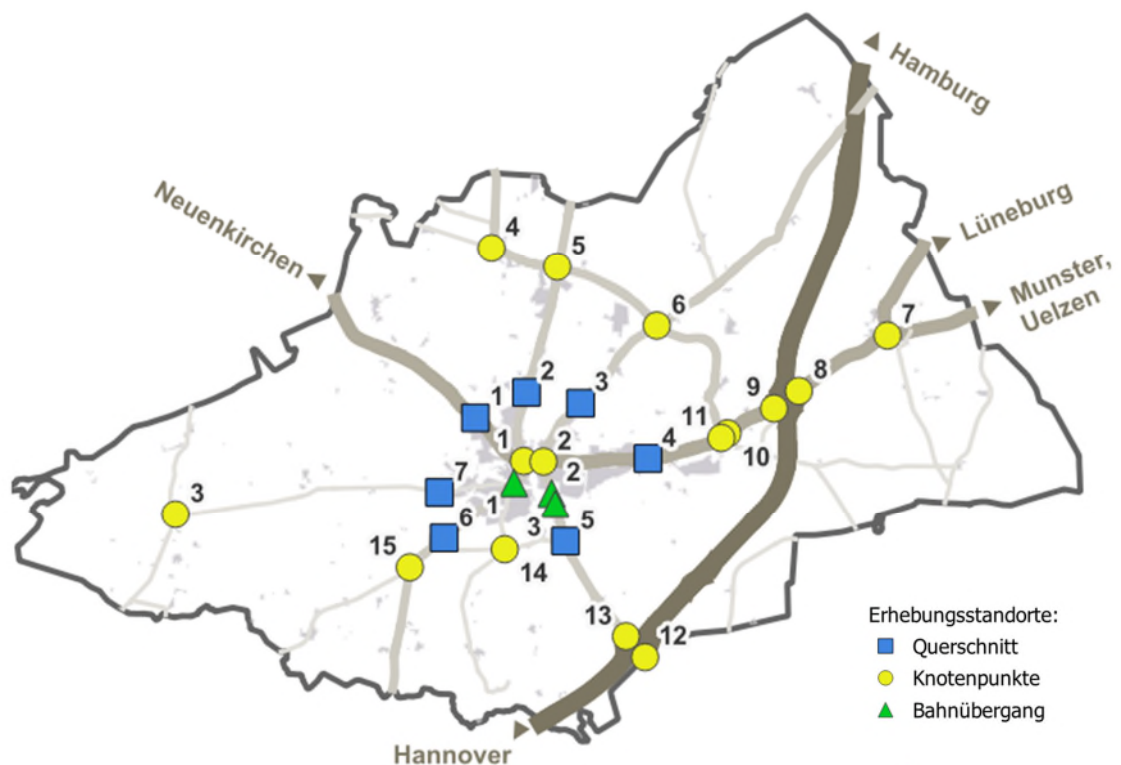 Hamburg
Lüneburg
Neuenkirchen
Munster,
Uelzen
4
5
6
7
8
9
2
3
1
11
10
1
2
4
7
2
3
1
6
3
5
15
14
13
12
Erhebungsstandorte:
Querschnitt
Knotenpunkte
Bahnübergang
Hannover